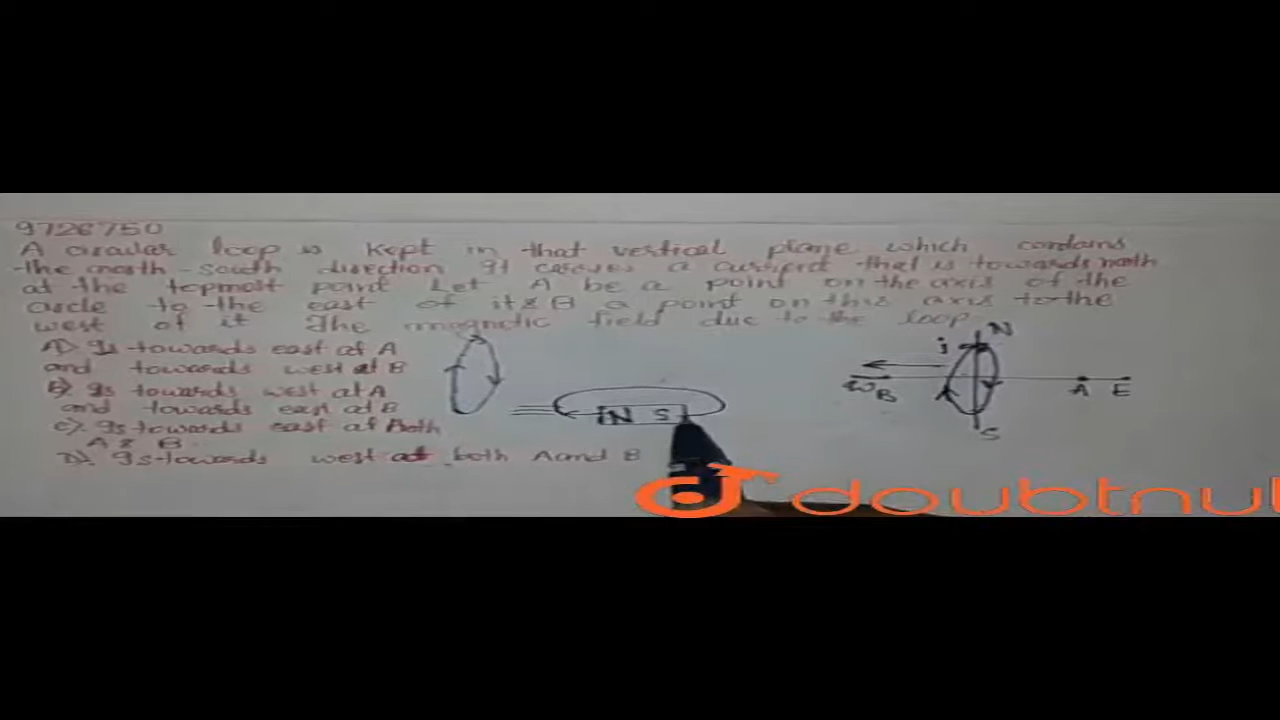 9726750
A circular loop is kept in that vertical plane which contains
the north-south direction It carries a current that is towards north
at the topmost point Let A be a point on the axis of the
circle to the east of it & B a point on this axis to the
west of it The magnetic field due to the loop
A) Is towards east at A
and towards west at B
B) Is towards west at A
and towards east at B
C) Is towards east at Both
A & B
D) Is towards west at both A and B
N S
i N
W B A E
S
doubtnut